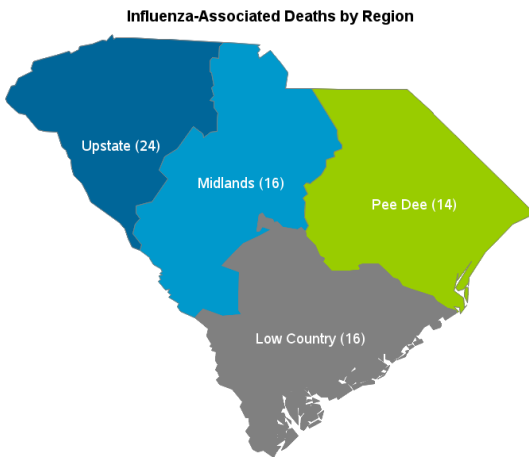 Influenza-Associated Deaths by Region
Upstate (24)
Midlands (16)
Pee Dee (14)
Low Country (16)